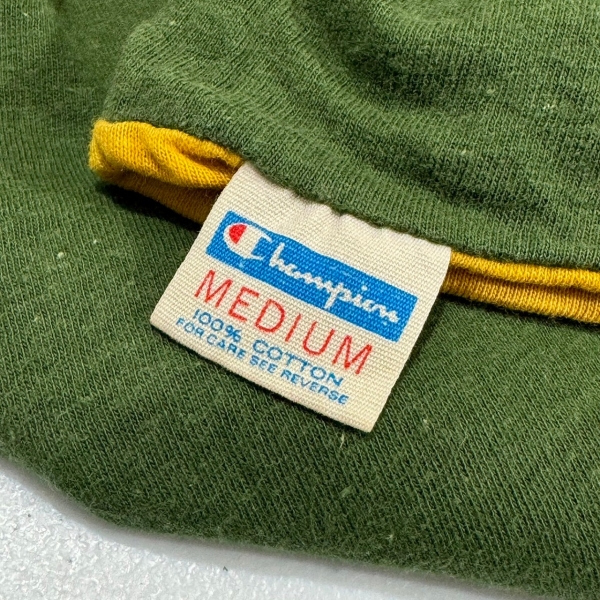 Champion
MEDIUM
100% COTTON
FOR CARE SEE REVERSE